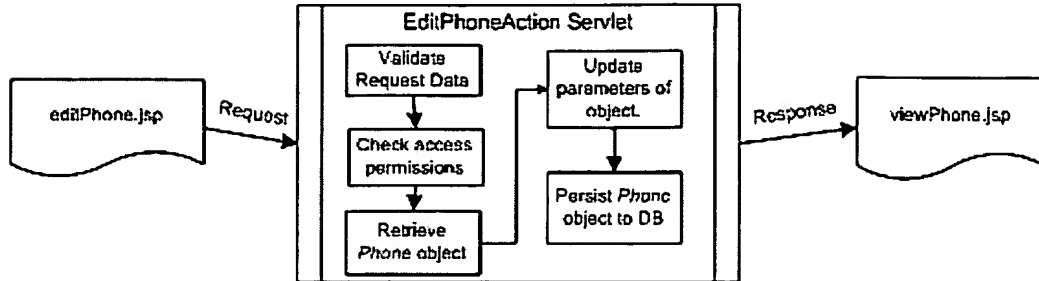 EditPhoneAction Servlet
Validate
Request Data
Update
parameters of
object.
editPhone.jsp
Request
Response
viewPhone.jsp
Check access
permissions
Persist Phone
object to DB
Retrieve
Phone object